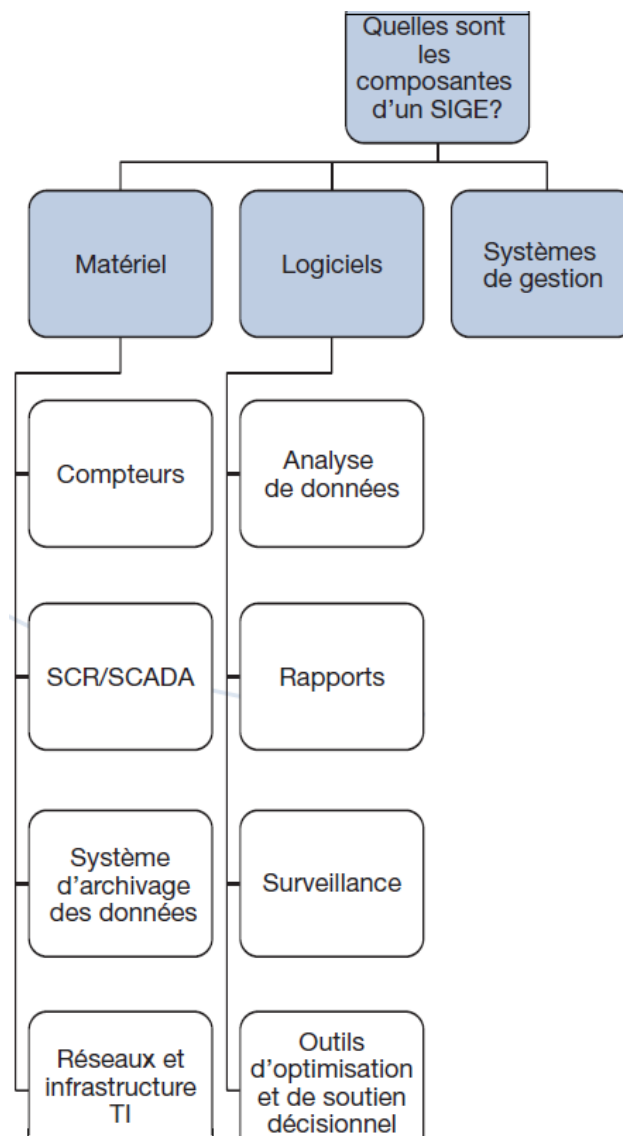 Quelles sont
les
composantes
d'un SIGE?
Matériel
Logiciels
Systèmes
de gestion
Compteurs
Analyse
de données
SCR/SCADA
Rapports
Système
d'archivage
des données
Surveillance
Réseaux et
infrastructure
TI
Outils
d'optimisation
et de soutien
décisionnel